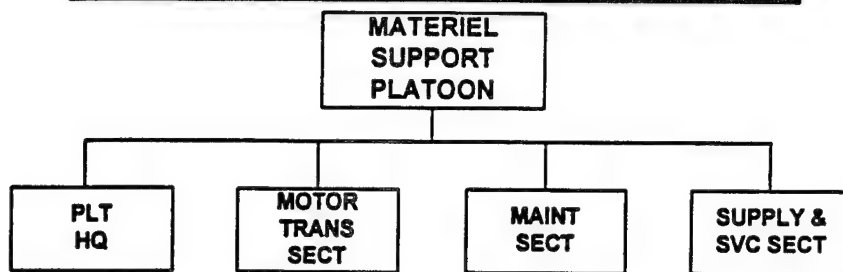 MATERIEL
SUPPORT
PLATOON
PLT
HQ
MOTOR
TRANS
SECT
MAINT
SECT
SUPPLY &
SVC SECT